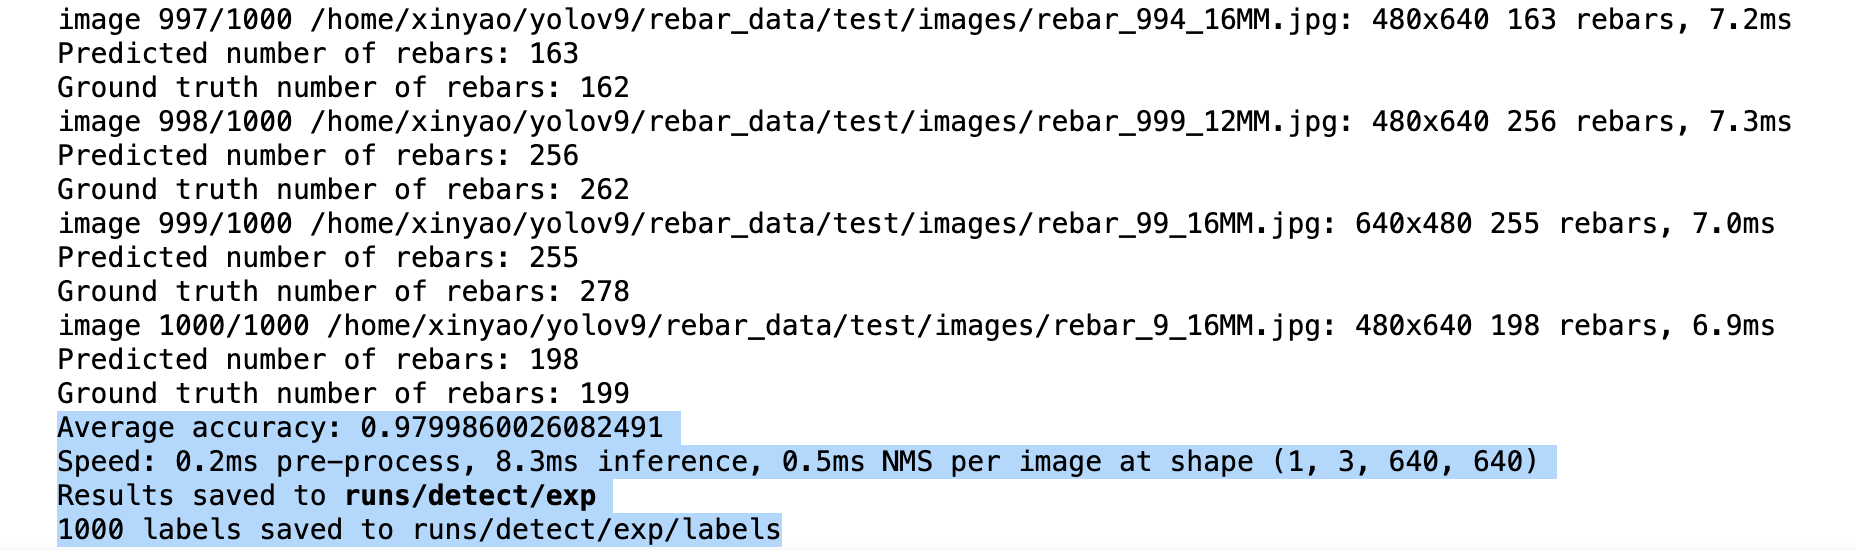 image 997/1000 /home/xinyao/yolov9/rebar_data/test/images/rebar_994_16MM.jpg: 480x640 163 rebars, 7.2ms
Predicted number of rebars: 163
Ground truth number of rebars: 162
image 998/1000 /home/xinyao/yolov9/rebar_data/test/images/rebar_999_12MM.jpg: 480x640 256 rebars, 7.3ms
Predicted number of rebars: 256
Ground truth number of rebars: 262
image 999/1000 /home/xinyao/yolov9/rebar_data/test/images/rebar_99_16MM.jpg: 640x480 255 rebars, 7.0ms
Predicted number of rebars: 255
Ground truth number of rebars: 278
image 1000/1000 /home/xinyao/yolov9/rebar_data/test/images/rebar_9_16MM.jpg: 480x640 198 rebars, 6.9ms
Predicted number of rebars: 198
Ground truth number of rebars: 199
Average accuracy: 0.9799860026082491
Speed: 0.2ms pre-process, 8.3ms inference, 0.5ms NMS per image at shape (1, 3, 640, 640)
Results saved to runs/detect/exp
1000 labels saved to runs/detect/exp/labels